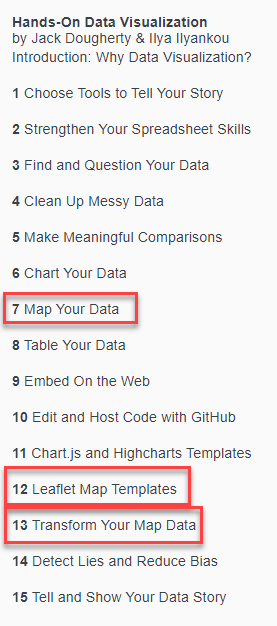 Hands-On Data Visualization
by Jack Dougherty & Ilya Ilyankou
Introduction: Why Data Visualization?
1 Choose Tools to Tell Your Story
2 Strengthen Your Spreadsheet Skills
3 Find and Question Your Data
4 Clean Up Messy Data
5 Make Meaningful Comparisons
6 Chart Your Data
7 Map Your Data
8 Table Your Data
9 Embed On the Web
10 Edit and Host Code with GitHub
11 Chart.js and Highcharts Templates
12 Leaflet Map Templates
13 Transform Your Map Data
14 Detect Lies and Reduce Bias
15 Tell and Show Your Data Story